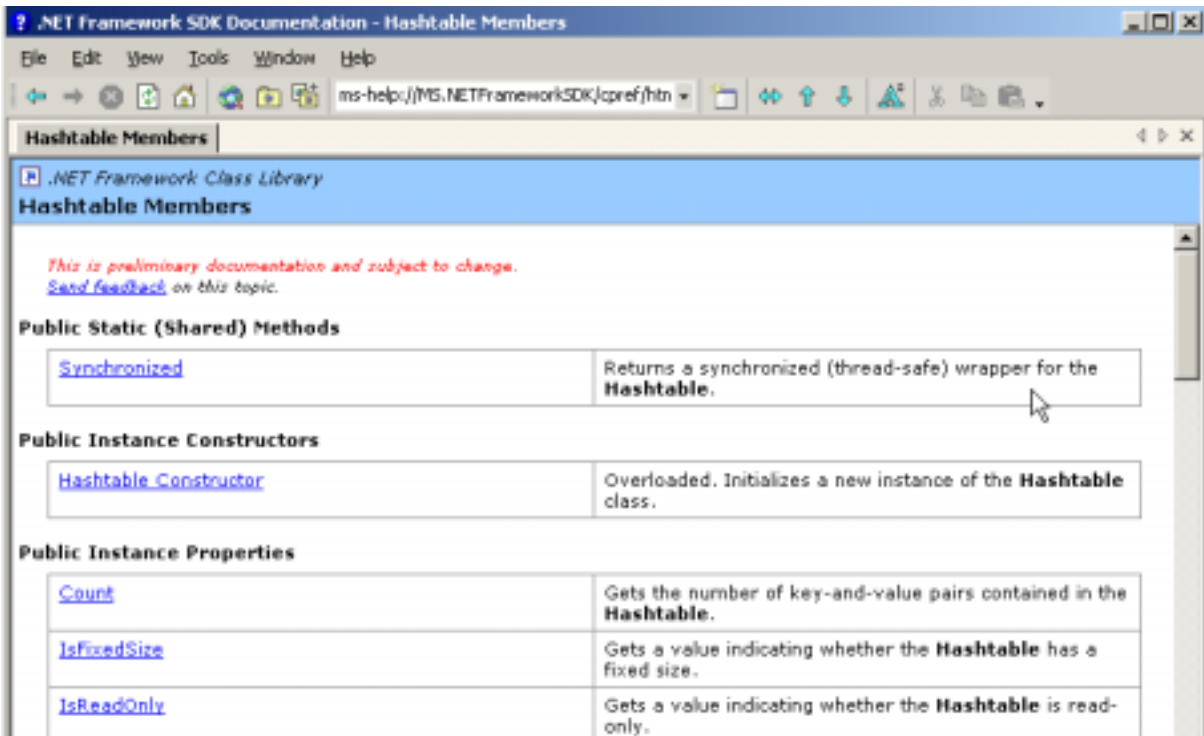 .NET Framework SDK Documentation - Hashtable Members
File Edit View Tools Window Help
ms-help://MS.NETFrameworkSDK/cpref/htm
Hashtable Members
.NET Framework Class Library
Hashtable Members
This is preliminary documentation and subject to change.
Send feedback on this topic.
Public Static (Shared) Methods
Synchronized
Returns a synchronized (thread-safe) wrapper for the
Hashtable.
Public Instance Constructors
Hashtable Constructor
Overloaded. Initializes a new instance of the Hashtable
class.
Public Instance Properties
Count
Gets the number of key-and-value pairs contained in the
Hashtable.
IsFixedSize
Gets a value indicating whether the Hashtable has a
fixed size.
IsReadOnly
Gets a value indicating whether the Hashtable is read-
only.